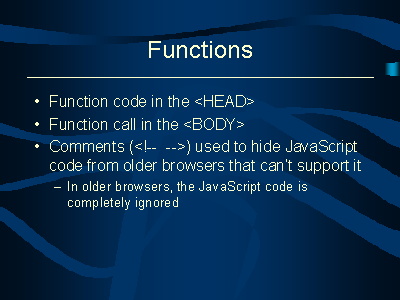 Functions
• Function code in the <HEAD>
• Function call in the <BODY>
• Comments (<!-- -->) used to hide JavaScript
code from older browsers that can't support it
– In older browsers, the JavaScript code is
completely ignored